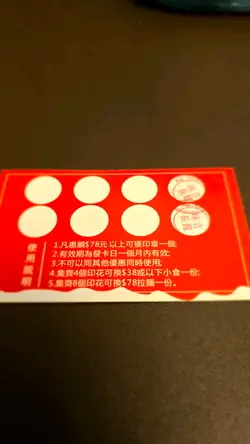 使用說明
1.凡惠顧$78元 以上可獲印章一個;
2.有效期為發卡日一個月內有效;
3.不可以同其他優惠同時使用;
4.集齊4個印花可換$38或以下小食一份;
5.集齊8個印花可換$78拉麵一份。